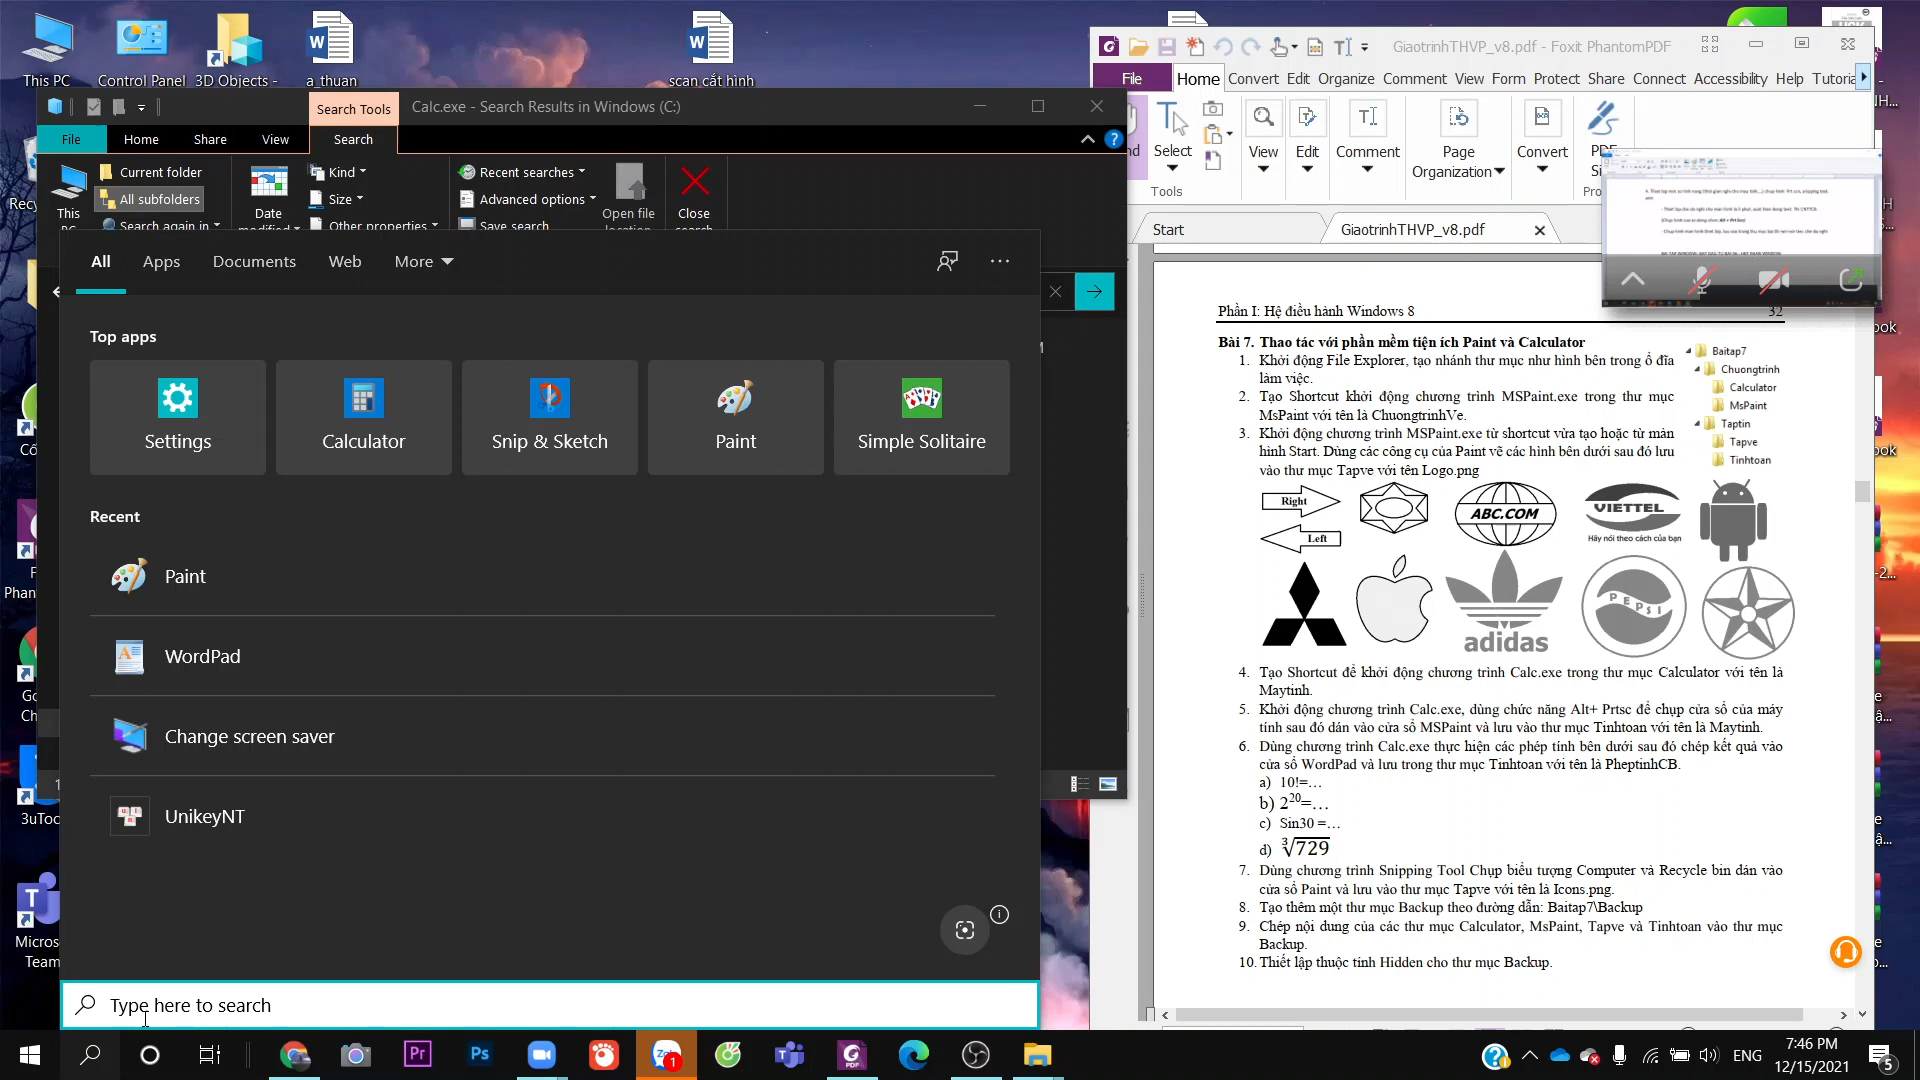 This PC
Control Panel
3D Objects -
a_thuan
scan cắt hình
Search Tools
Calc.exe - Search Results in Windows (C:)
File
Home
Share
View
Search
This
PC
Current folder
All subfolders
Search again in
Date
modified
Kind
Size
Other properties
Recent searches
Advanced options
Save search
Open file
location
Close
search
All
Apps
Documents
Web
More
Top apps
Settings
Calculator
Snip & Sketch
Paint
Simple Solitaire
Recent
Paint
WordPad
Change screen saver
UnikeyNT
Type here to search
GiaotrinhTHVP_v8.pdf - Foxit PhantomPDF
File
Home
Convert
Edit
Organize
Comment
View
Form
Protect
Share
Connect
Accessibility
Help
Tutoria
Select
View
Edit
Comment
Page
Organization
Convert
PDF
Tools
Start
GiaotrinhTHVP_v8.pdf
Phần I: Hệ điều hành Windows 8
32
Bài 7. Thao tác với phần mềm tiện ích Paint và Calculator
1. Khởi động File Explorer, tạo nhánh thư mục như hình bên trong ổ đĩa
làm việc.
2. Tạo Shortcut khởi động chương trình MSPaint.exe trong thư mục
MsPaint với tên là ChuongtrinhVe.
3. Khởi động chương trình MSPaint.exe từ shortcut vừa tạo hoặc từ màn
hình Start. Dùng các công cụ của Paint vẽ các hình bên dưới sau đó lưu
vào thư mục Tapve với tên Logo.png
Baitap7
Chuongtrinh
Calculator
MsPaint
Taptin
Tapve
Tinhtoan
Right
Left
ABC.COM
VIETTEL
Hãy nói theo cách của bạn
adidas
PEPSI
4. Tạo Shortcut để khởi động chương trình Calc.exe trong thư mục Calculator với tên là
Maytinh.
5. Khởi động chương trình Calc.exe, dùng chức năng Alt+ Prtsc để chụp cửa sổ của máy
tính sau đó dán vào cửa sổ MSPaint và lưu vào thư mục Tinhtoan với tên là Maytinh.
6. Dùng chương trình Calc.exe thực hiện các phép tính bên dưới sau đó chép kết quả vào
cửa sổ WordPad và lưu trong thư mục Tinhtoan với tên là PheptinhCB.
a) 10!=…
b) 2²⁰=…
c) Sin30 =…
d) ³√729
7. Dùng chương trình Snipping Tool Chụp biểu tượng Computer và Recycle bin dán vào
cửa sổ Paint và lưu vào thư mục Tapve với tên là Icons.png.
8. Tạo thêm một thư mục Backup theo đường dẫn: Baitap7\Backup
9. Chép nội dung của các thư mục Calculator, MsPaint, Tapve và Tinhtoan vào thư mục
Backup.
10. Thiết lập thuộc tính Hidden cho thư mục Backup.
3uToo
Micros
Team
ENG
7:46 PM
12/15/2021
5